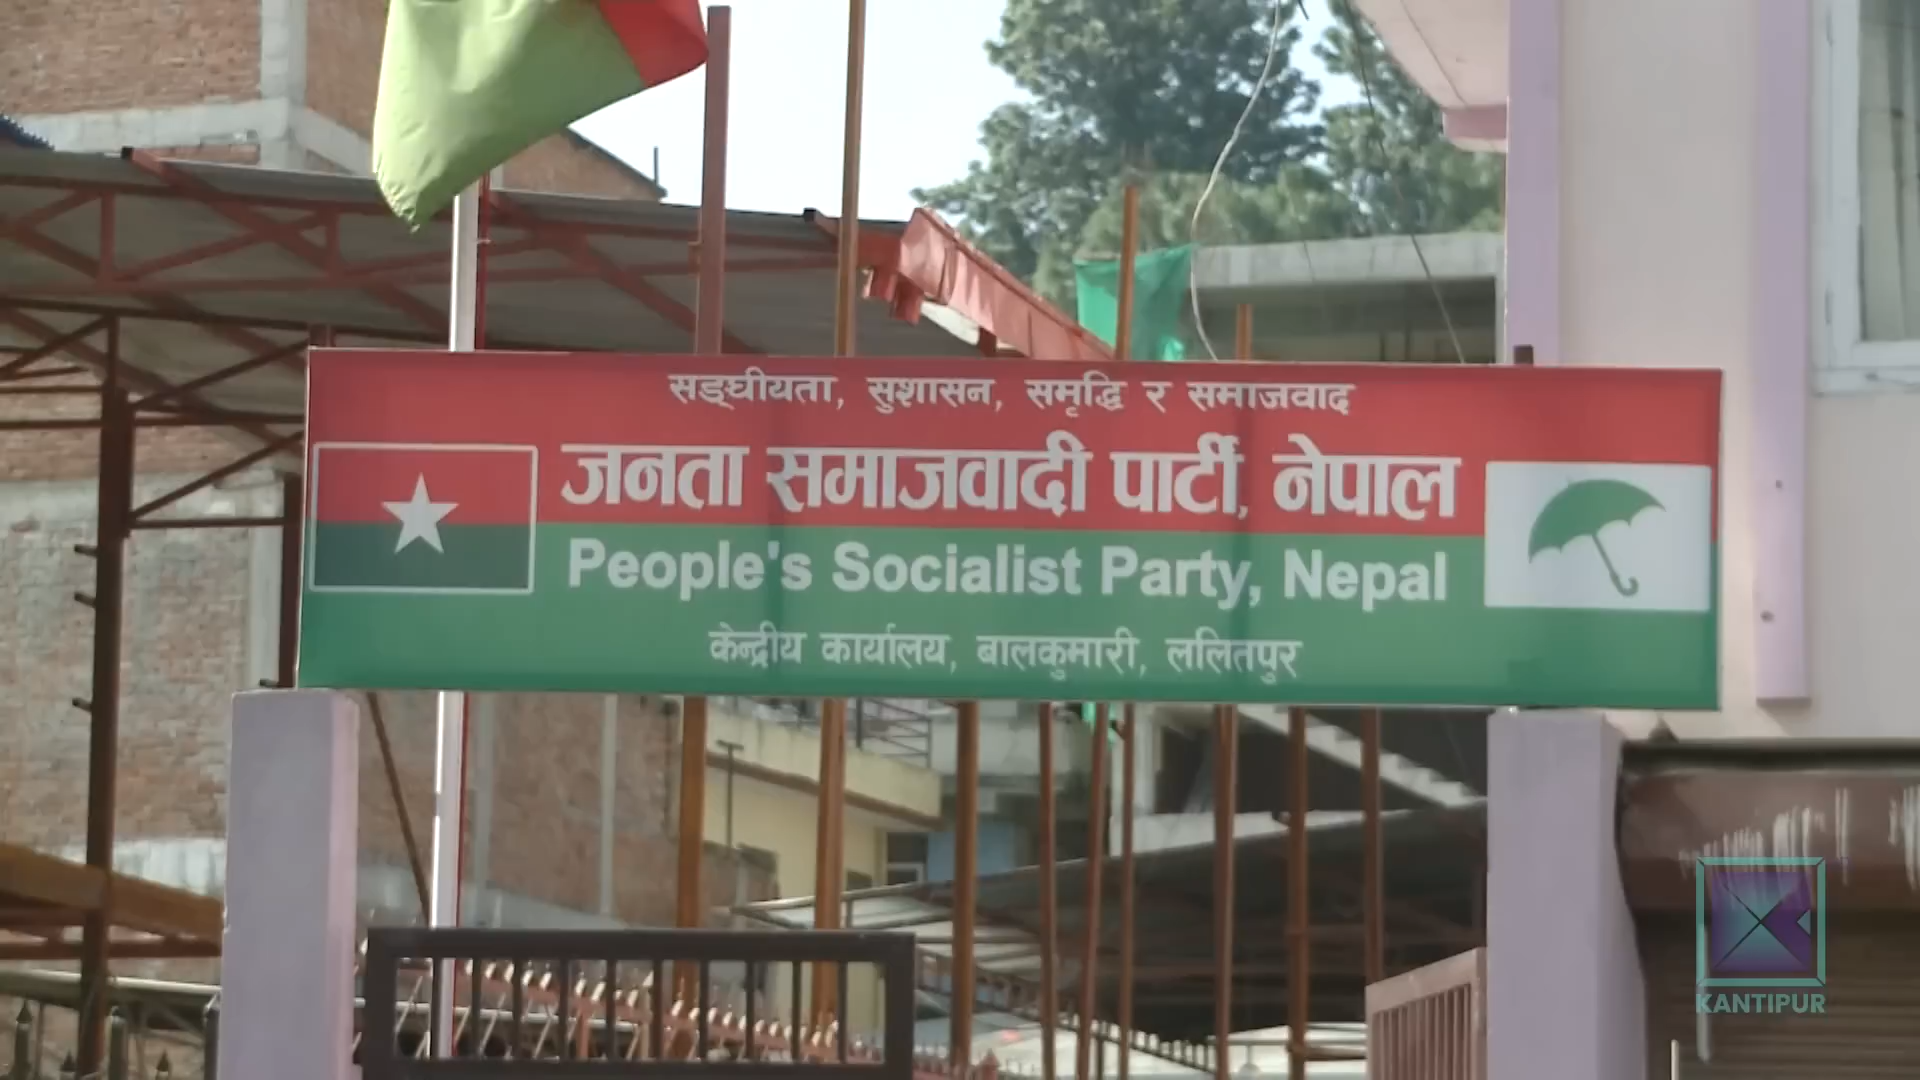 सङ्घीयता, सुशासन, समृद्धि र समाजवाद
जनता समाजवादी पार्टी, नेपाल
People's Socialist Party, Nepal
केन्द्रीय कार्यालय, बालकुमारी, ललितपुर
KANTIPUR